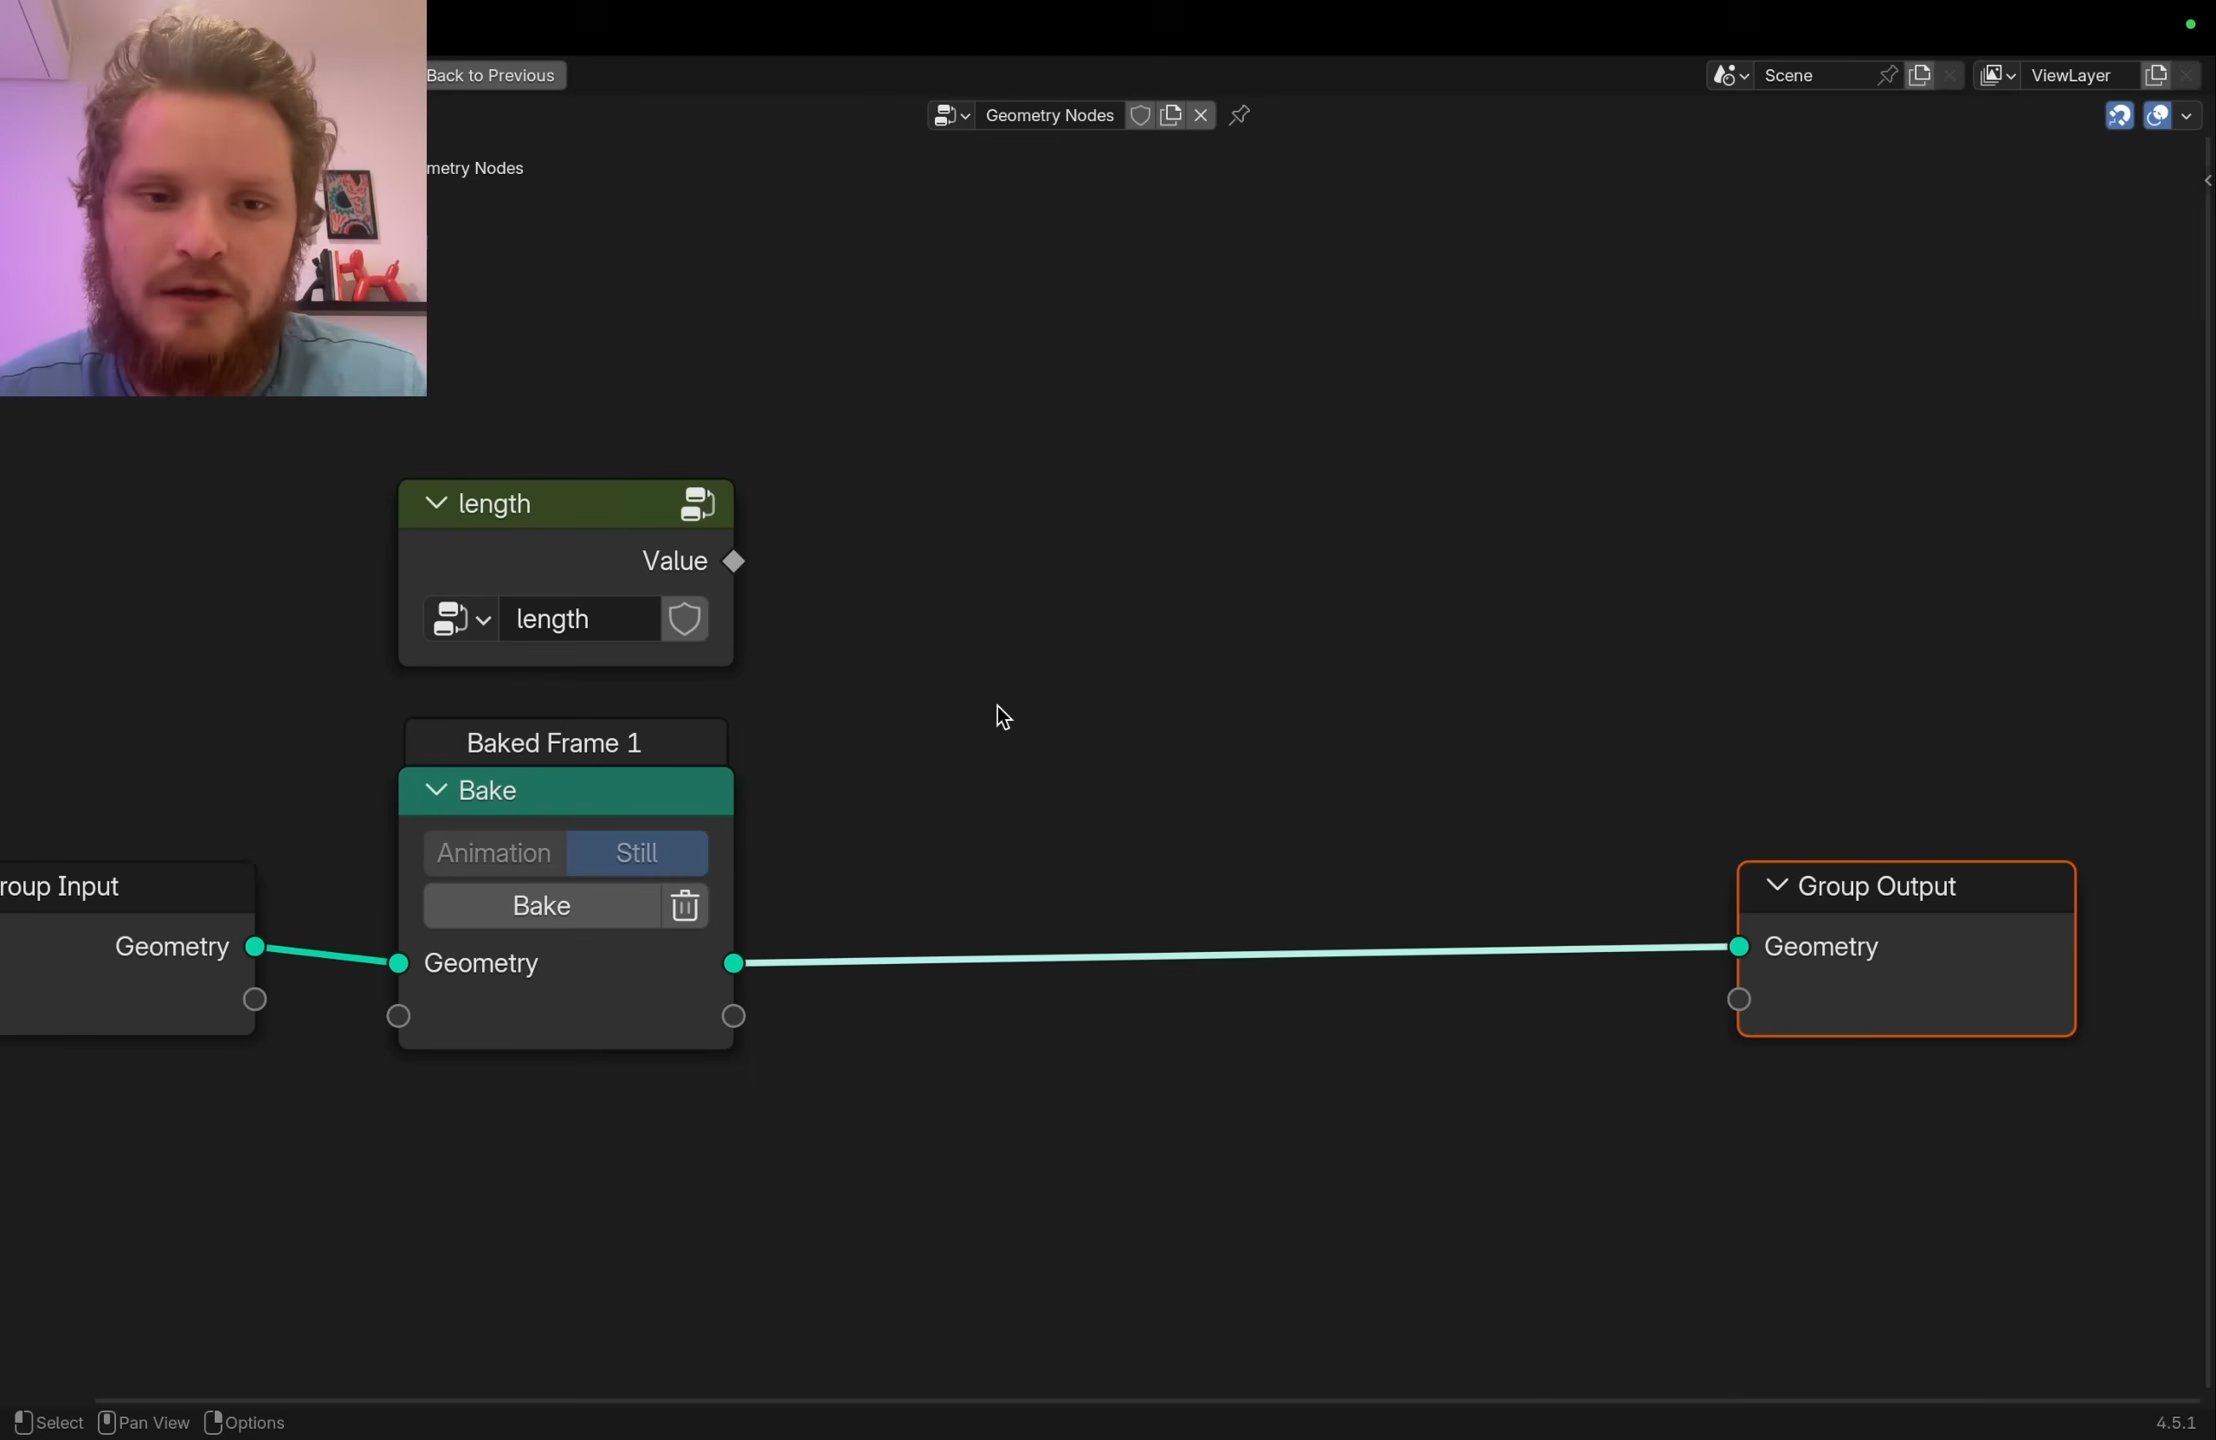 Back to Previous
Scene
ViewLayer
Geometry Nodes
metry Nodes
length
Value
length
Baked Frame 1
Bake
Animation
Still
Bake
Geometry
roup Input
Geometry
Group Output
Geometry
Select
Pan View
Options
4.5.1